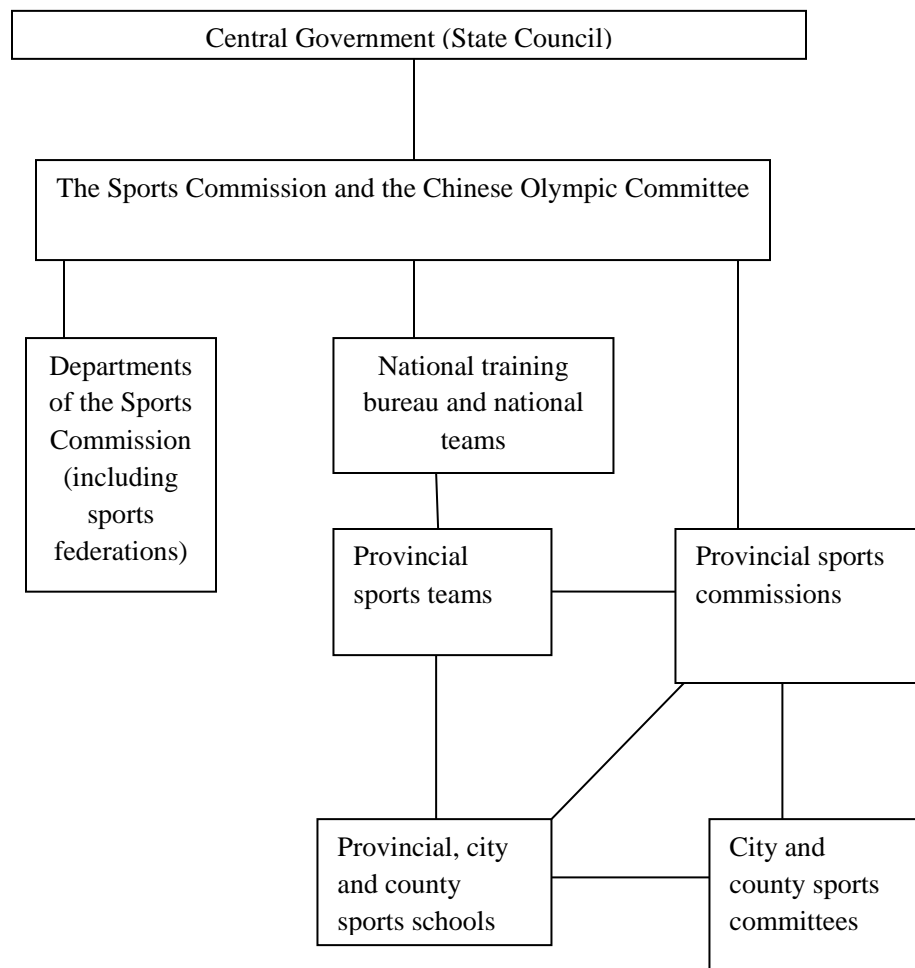 Central Government (State Council)
The Sports Commission and the Chinese Olympic Committee
Departments
of the Sports
Commission
(including
sports
federations)
National training
bureau and national
teams
Provincial
sports teams
Provincial sports
commissions
Provincial, city
and county
sports schools
City and
county sports
committees